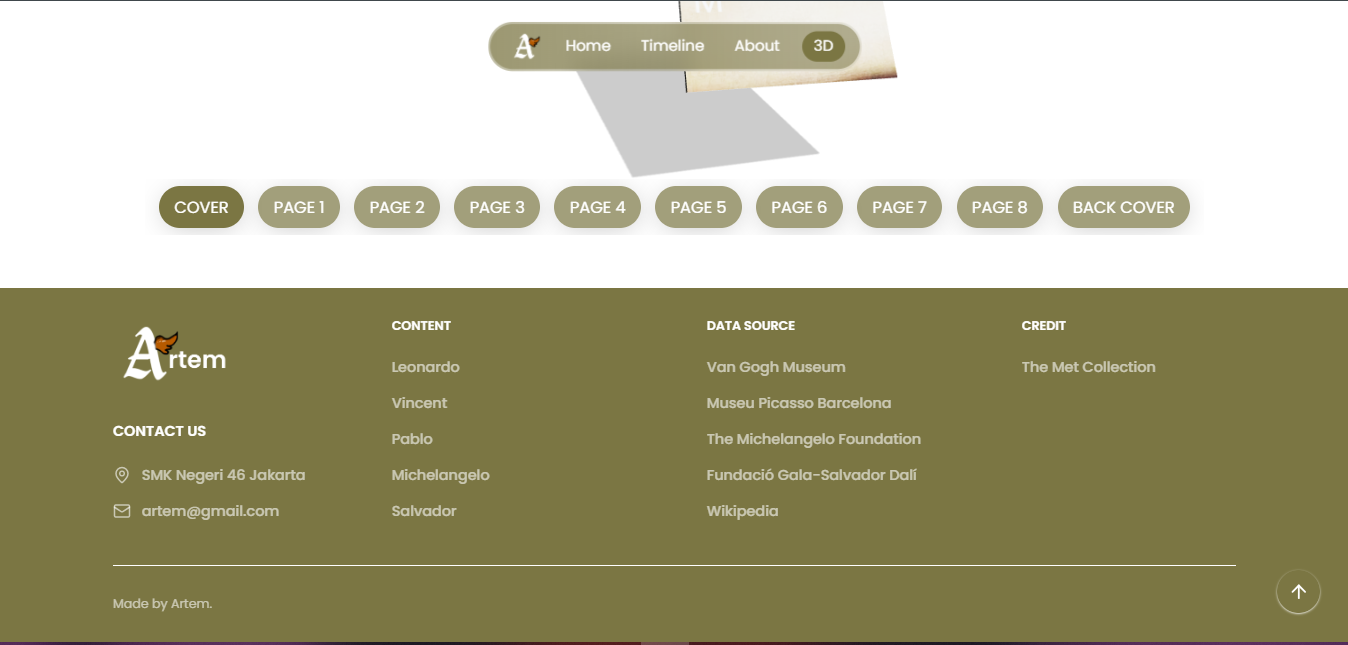 M
Home Timeline About 3D
COVER PAGE 1 PAGE 2 PAGE 3 PAGE 4 PAGE 5 PAGE 6 PAGE 7 PAGE 8 BACK COVER
Artem
CONTACT US
SMK Negeri 46 Jakarta
artem@gmail.com
CONTENT
Leonardo
Vincent
Pablo
Michelangelo
Salvador
DATA SOURCE
Van Gogh Museum
Museu Picasso Barcelona
The Michelangelo Foundation
Fundació Gala-Salvador Dalí
Wikipedia
CREDIT
The Met Collection
Made by Artem.